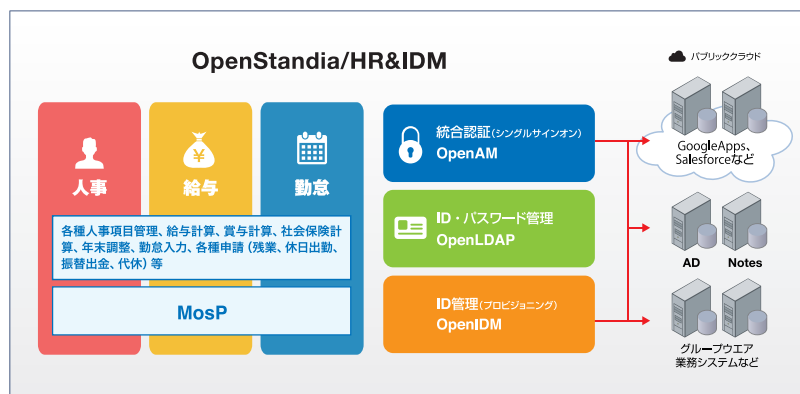 OpenStandia/HR&IDM
人事
給与
勤怠
各種人事項目管理、給与計算、賞与計算、社会保険計
算、年末調整、勤怠入力、各種申請（残業、休日出勤、
振替出金、代休）等
MosP
統合認証（シングルサインオン）
OpenAM
ID・パスワード管理
OpenLDAP
ID管理（プロビジョニング）
OpenIDM
パブリッククラウド
GoogleApps、
Salesforceなど
AD
Notes
グループウエア
業務システムなど